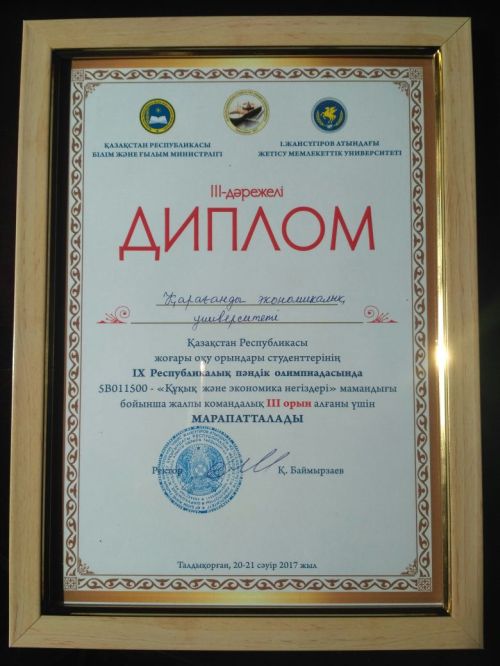 ҚАЗАҚСТАН РЕСПУБЛИКАСЫ
БІЛІМ ЖӘНЕ ҒЫЛЫМ МИНИСТРЛІГІ
І.ЖАНСҮГІРОВ АТЫНДАҒЫ
ЖЕТІСУ МЕМЛЕКЕТТІК УНИВЕРСИТЕТІ
ІІІ-дәрежелі
ДИПЛОМ
Қарағанды экономикалық
университеті
Қазақстан Республикасы
жоғары оқу орындары студенттерінің
IX Республикалық пәндік олимпиадасында
5В011500 - «Құқық және экономика негіздері» мамандығы
бойынша жалпы командалық III орын алғаны үшін
МАРАПАТТАЛАДЫ
Ректор Қ. Баймырзаев
Талдықорған, 20-21 сәуір 2017 жыл